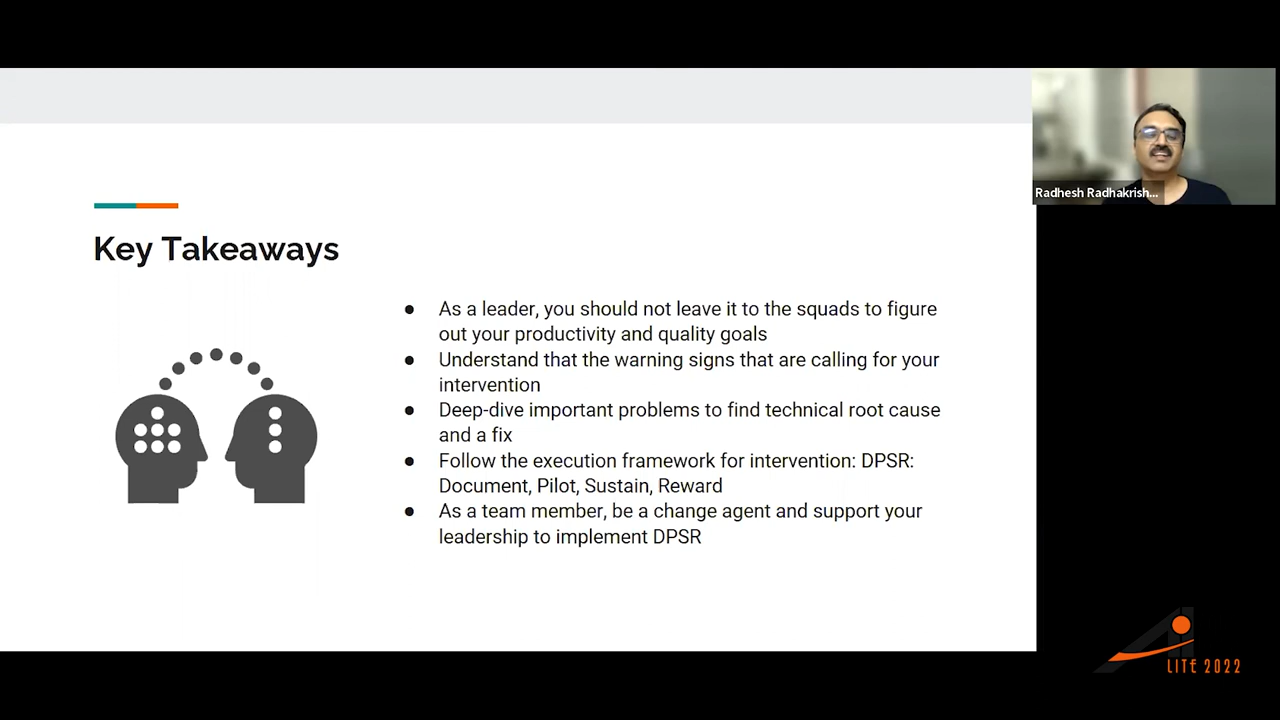 Key Takeaways
● As a leader, you should not leave it to the squads to figure
out your productivity and quality goals
● Understand that the warning signs that are calling for your
intervention
● Deep-dive important problems to find technical root cause
and a fix
● Follow the execution framework for intervention: DPSR:
Document, Pilot, Sustain, Reward
● As a team member, be a change agent and support your
leadership to implement DPSR
Radhesh Radhakrish...
LITE 2022